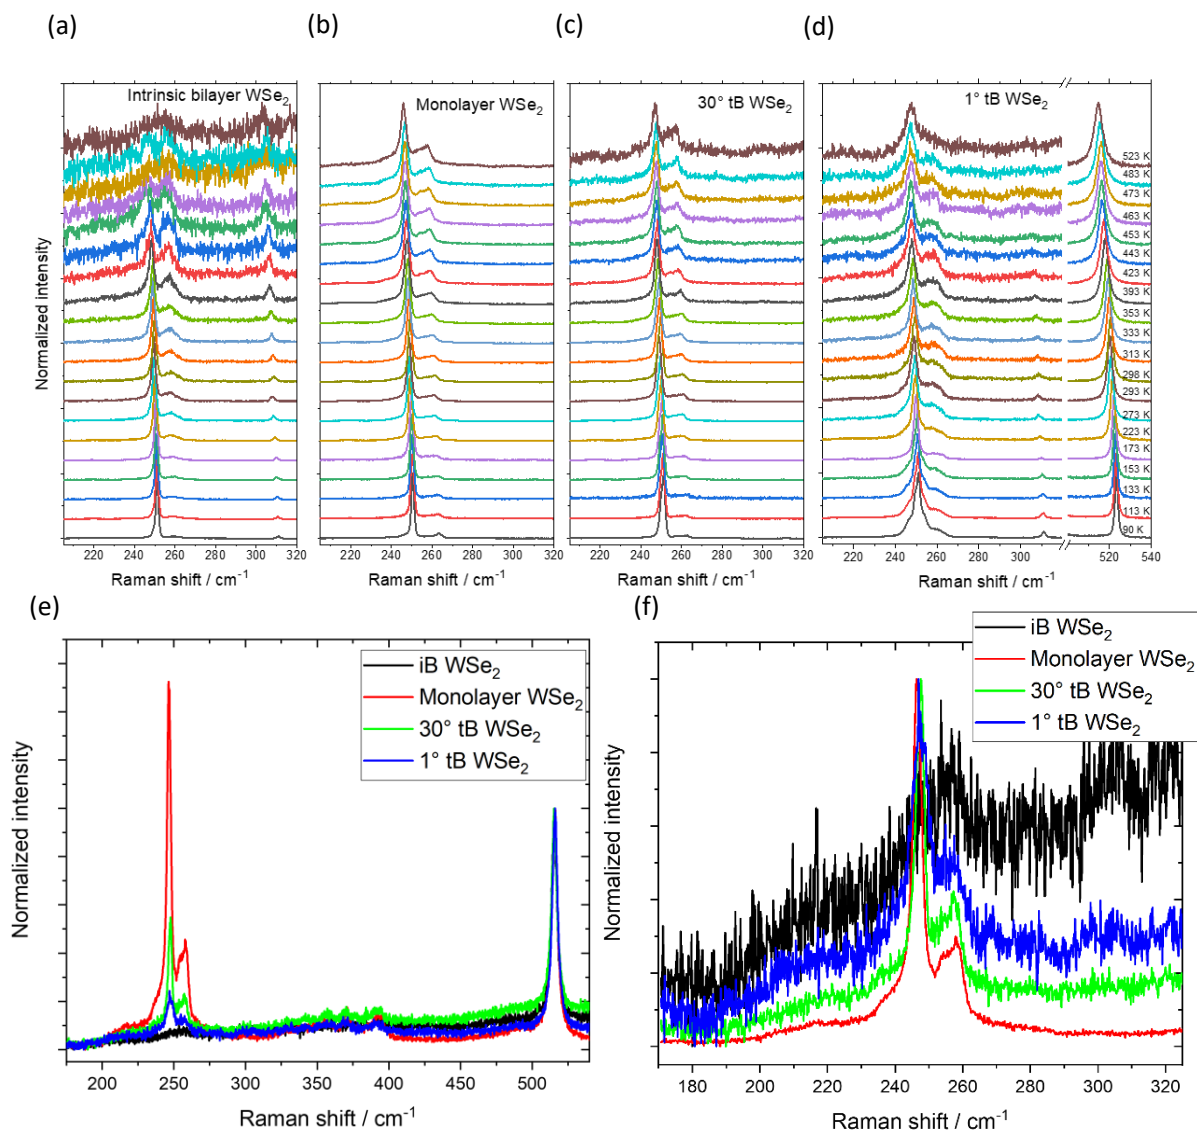 (a)
(b)
(c)
(d)
Intrinsic bilayer WSe₂
Monolayer WSe₂
30° tB WSe₂
1° tB WSe₂
Normalized intensity
523 K
483 K
473 K
463 K
453 K
443 K
423 K
393 K
353 K
333 K
313 K
298 K
293 K
273 K
223 K
173 K
153 K
133 K
113 K
90 K
220 240 260 280 300 320
220 240 260 280 300 320
220 240 260 280 300 320
220 260 300 520 540
Raman shift / cm⁻¹
Raman shift / cm⁻¹
Raman shift / cm⁻¹
Raman shift / cm⁻¹
(e)
iB WSe₂
Monolayer WSe₂
30° tB WSe₂
1° tB WSe₂
Normalized intensity
200 250 300 350 400 450 500
Raman shift / cm⁻¹
(f)
iB WSe₂
Monolayer WSe₂
30° tB WSe₂
1° tB WSe₂
Normalized intensity
180 200 220 240 260 280 300 320
Raman shift / cm⁻¹